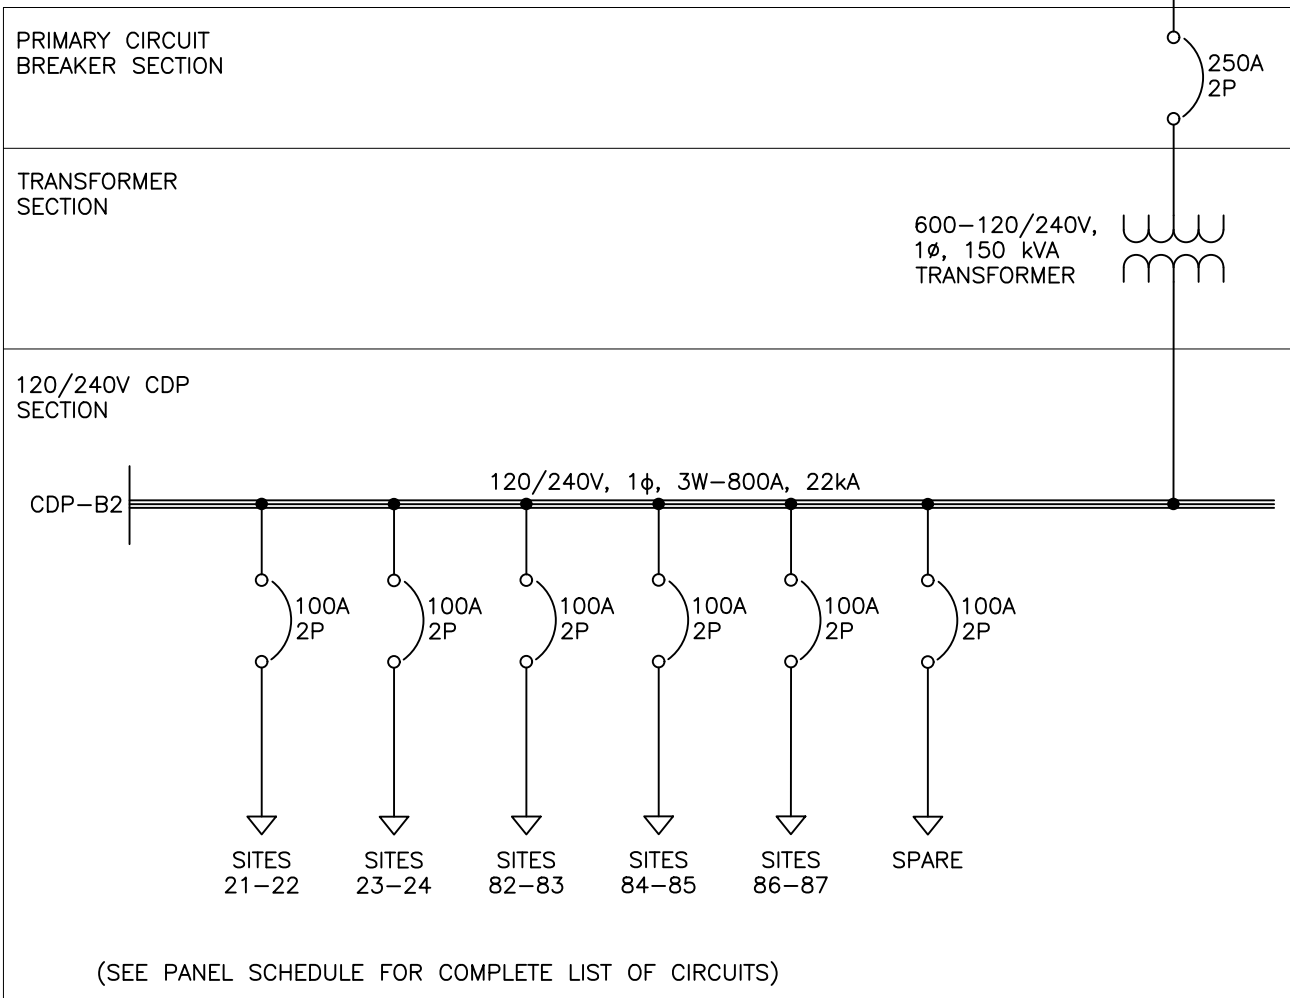 PRIMARY CIRCUIT
BREAKER SECTION
250A
2P
TRANSFORMER
SECTION
600-120/240V,
1ø, 150 kVA
TRANSFORMER
120/240V CDP
SECTION
120/240V, 1ϕ, 3W-800A, 22kA
CDP-B2
100A
2P
100A
2P
100A
2P
100A
2P
100A
2P
100A
2P
SITES
21-22
SITES
23-24
SITES
82-83
SITES
84-85
SITES
86-87
SPARE
(SEE PANEL SCHEDULE FOR COMPLETE LIST OF CIRCUITS)